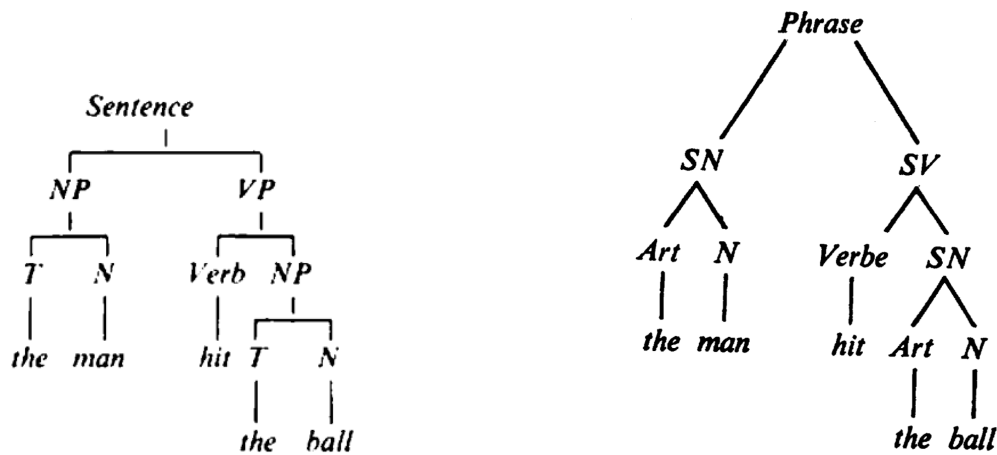 Sentence
NP VP
T N Verb NP
the man hit T N
the ball
Phrase
SN SV
Art N Verbe SN
the man hit Art N
the ball